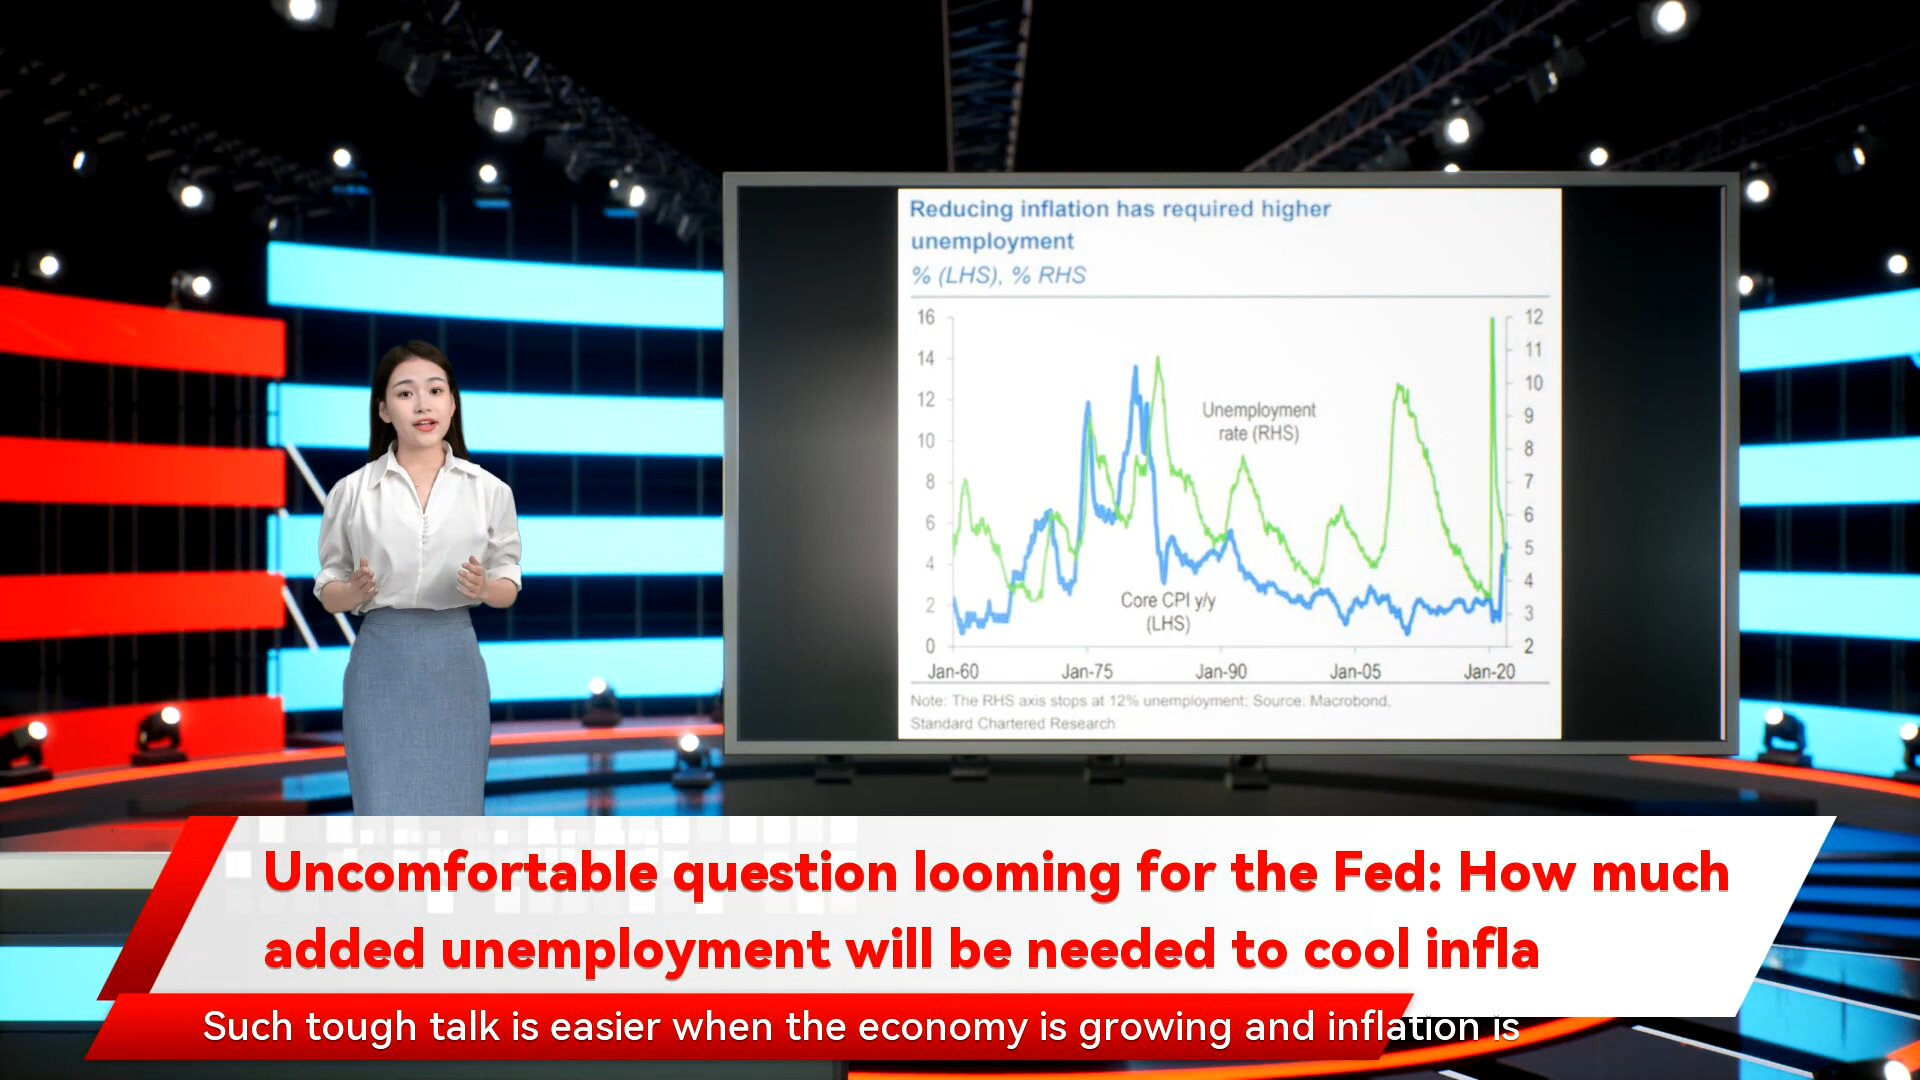 Reducing inflation has required higher
unemployment
% (LHS), % RHS
16
14
12
10
8
6
4
2
0
12
11
10
9
8
7
6
5
4
3
2
Unemployment
rate (RHS)
Core CPI y/y
(LHS)
Jan-60 Jan-75 Jan-90 Jan-05 Jan-20
Note: The RHS axis stops at 12% unemployment; Source: Macrobond,
Standard Chartered Research
Uncomfortable question looming for the Fed: How much
added unemployment will be needed to cool infla
Such tough talk is easier when the economy is growing and inflation is